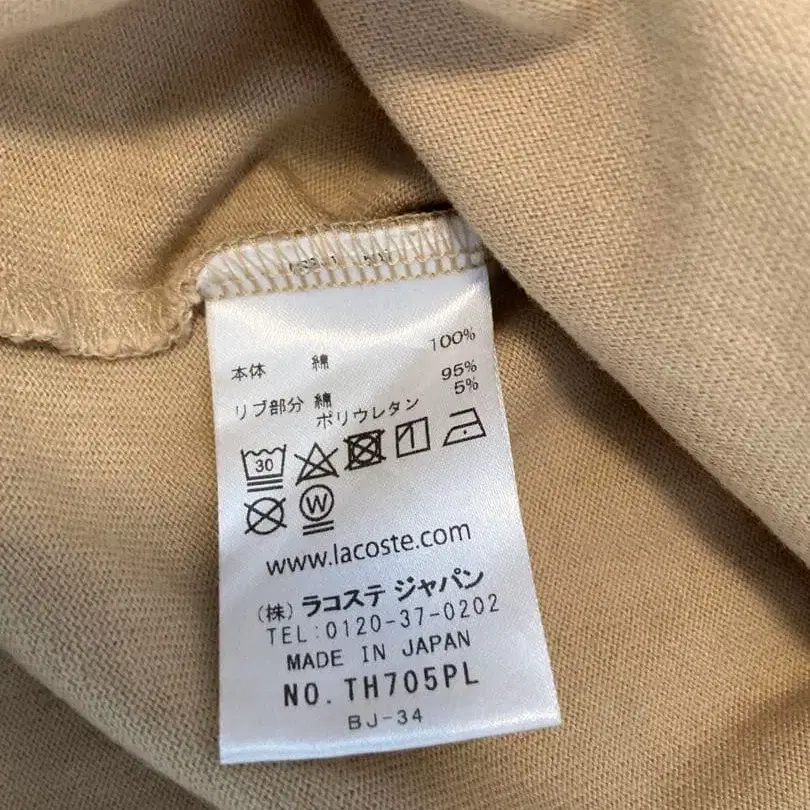 本体 綿 100%
リブ部分 綿 95%
ポリウレタン 5%
30
W
www.lacoste.com
(株) ラコステ ジャパン
TEL:0120-37-0202
MADE IN JAPAN
NO. TH705PL
BJ-34